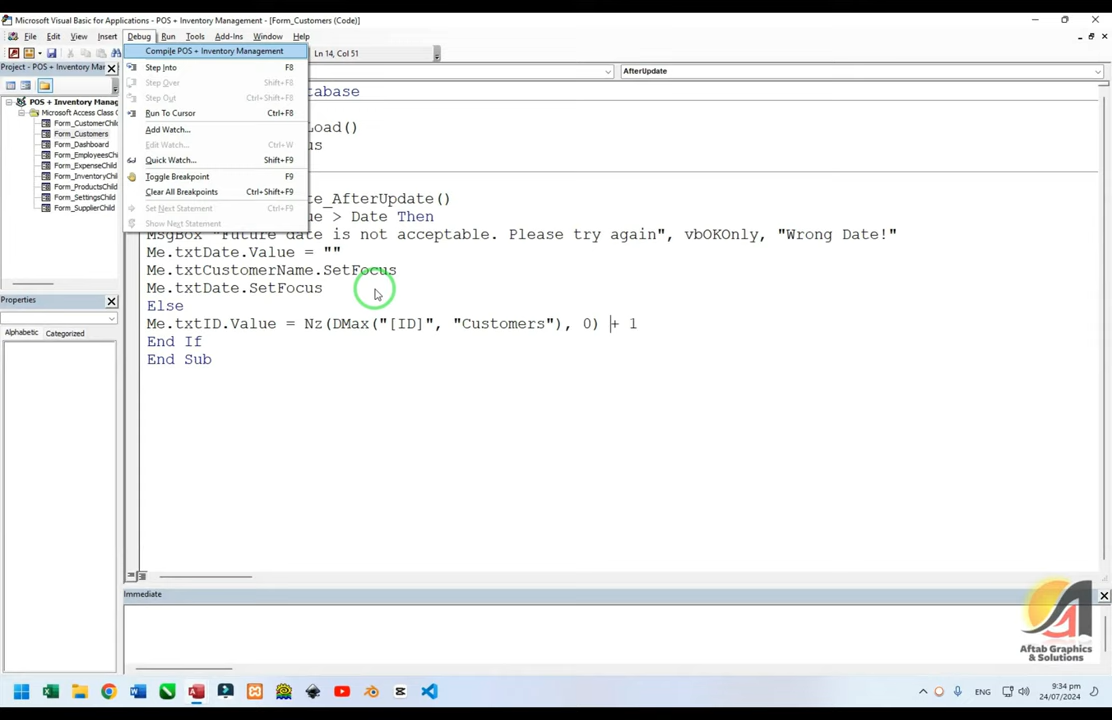 Microsoft Visual Basic for Applications - POS + Inventory Management - [Form_Customers (Code)]
File Edit View Insert Debug Run Tools Add-Ins Window Help
Ln 14, Col 51
Project - POS + Inventory Mana
POS + Inventory Manag
Microsoft Access Class O
Form_CustomerChil
Form_Customers
Form_Dashboard
Form_EmployeesChi
Form_ExpenseChild
Form_InventoryChi
Form_ProductsChild
Form_SettingsChild
Form_SupplierChild
Compile POS + Inventory Management
Step Into F8
Step Over Shift+F8
Step Out Ctrl+Shift+F8
Run To Cursor Ctrl+F8
Add Watch...
Edit Watch... Ctrl+W
Quick Watch... Shift+F9
Toggle Breakpoint F9
Clear All Breakpoints Ctrl+Shift+F9
Set Next Statement Ctrl+F9
Show Next Statement
AfterUpdate
tabase
Load()
us
e_AfterUpdate()
ue > Date Then
MsgBox "Future date is not acceptable. Please try again", vbOKOnly, "Wrong Date!"
Me.txtDate.Value = ""
Me.txtCustomerName.SetFocus
Me.txtDate.SetFocus
Else
Me.txtID.Value = Nz(DMax("[ID]", "Customers"), 0) + 1
End If
End Sub
Properties
Alphabetic Categorized
Immediate
Aftab Graphics
& Solutions
ENG
9:34 pm
24/07/2024